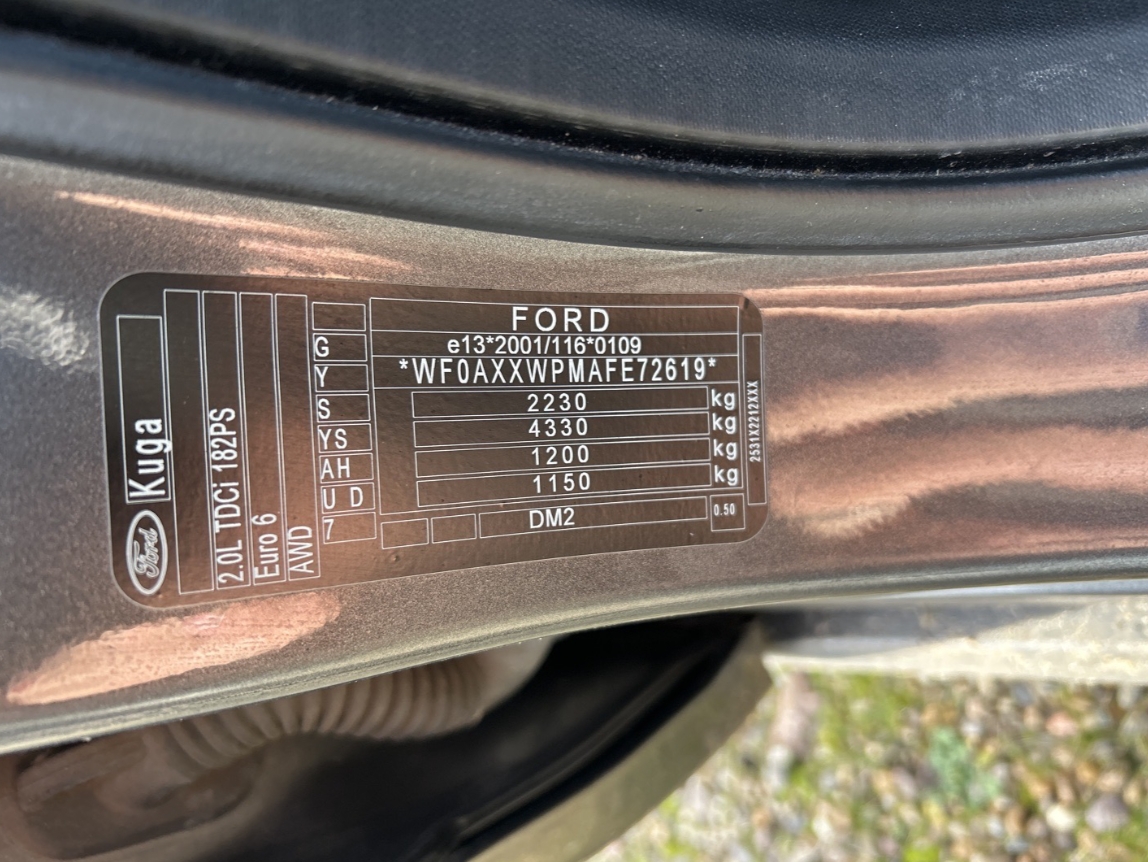 FORD
e13*2001/116*0109
*WF0AXXWPMAFE72619*
2230 kg
4330 kg
1200 kg
1150 kg
DM2
0.50
2531X2212XXX
G
Y
S
YS
AH
U D
7
Ford
Kuga
2.0L TDCi 182PS
Euro 6
AWD